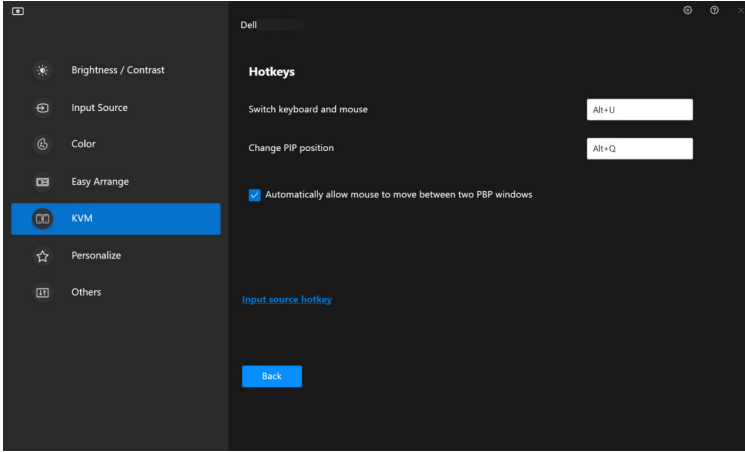 Dell
Brightness / Contrast
Input Source
Color
Easy Arrange
KVM
Personalize
Others
Hotkeys
Switch keyboard and mouse
Alt+U
Change PIP position
Alt+Q
Automatically allow mouse to move between two PBP windows
Input source hotkey
Back